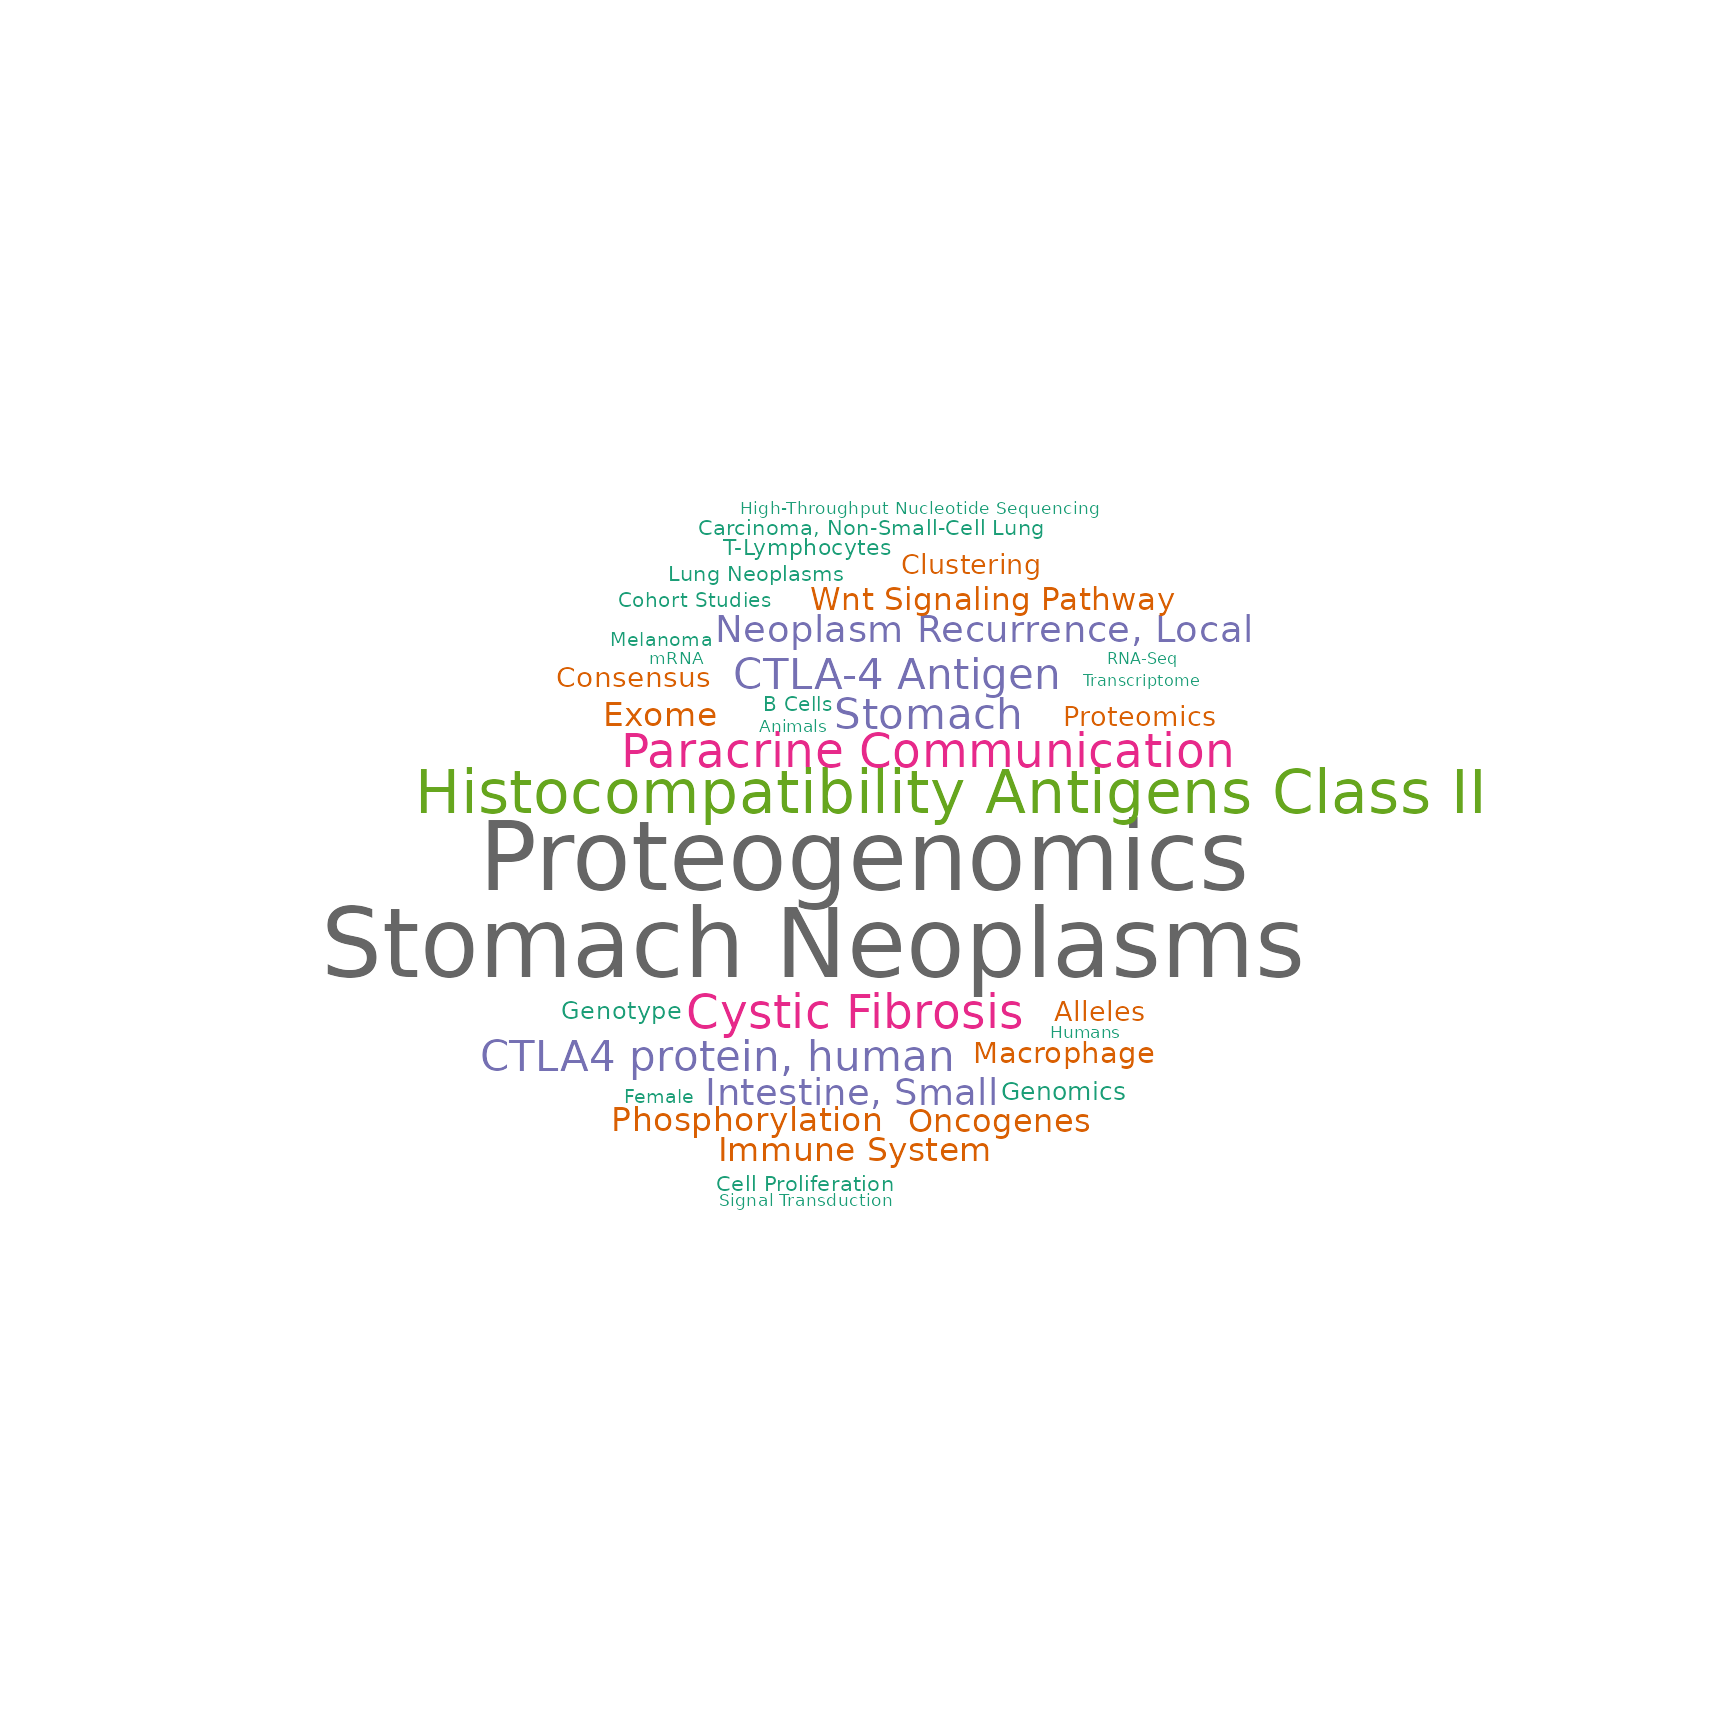 High-Throughput Nucleotide Sequencing
Carcinoma, Non-Small-Cell Lung
T-Lymphocytes
Clustering
Lung Neoplasms
Cohort Studies
Wnt Signaling Pathway
Neoplasm Recurrence, Local
Melanoma
mRNA
RNA-Seq
Consensus
CTLA-4 Antigen
Transcriptome
B Cells
Exome
Stomach
Proteomics
Animals
Paracrine Communication
Histocompatibility Antigens Class II
Proteogenomics
Stomach Neoplasms
Genotype
Cystic Fibrosis
Alleles
Humans
CTLA4 protein, human
Macrophage
Female
Intestine, Small
Genomics
Phosphorylation
Oncogenes
Immune System
Cell Proliferation
Signal Transduction